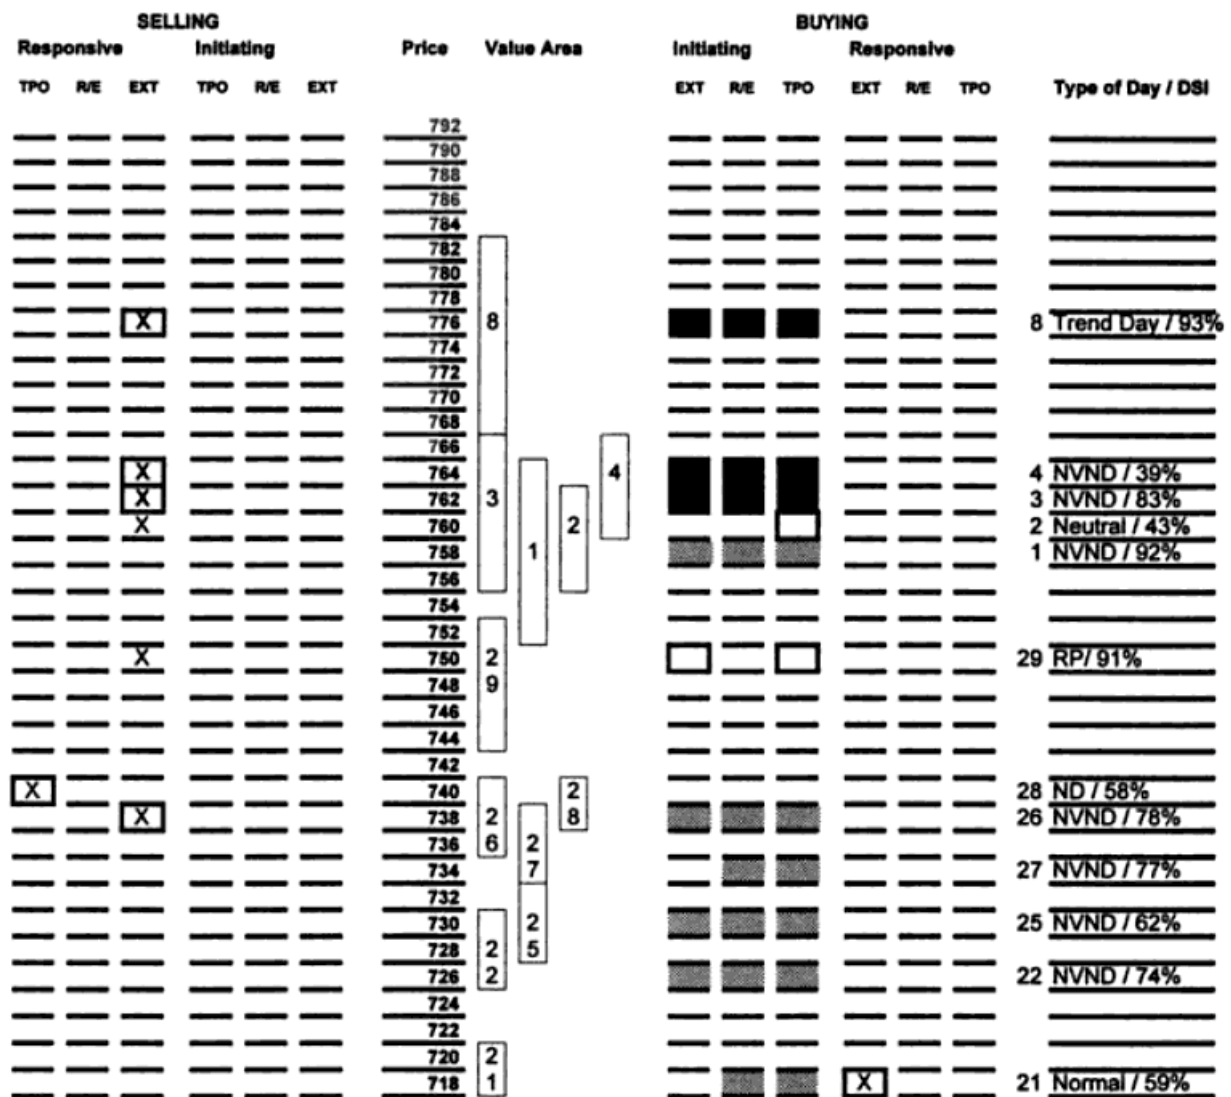 SELLING BUYING
Responsive Initiating Price Value Area Initiating Responsive
TPO R/E EXT TPO R/E EXT EXT R/E TPO EXT R/E TPO Type of Day / DSI
792
790
788
786
784
782
780
778
X 776 8 8 Trend Day / 93%
774
772
770
768
766
X 764 4 4 NVND / 39%
X 762 3 3 NVND / 83%
X 760 2 2 Neutral / 43%
758 1 1 NVND / 92%
756
754
752
X 750 2 29 RP/ 91%
748 9
746
744
742
X 740 2 28 ND / 58%
X 738 2 8 26 NVND / 78%
736 6 2
734 7 27 NVND / 77%
732
730 2 25 NVND / 62%
728 2 5
726 2 22 NVND / 74%
724
722
720 2
718 1 X 21 Normal / 59%